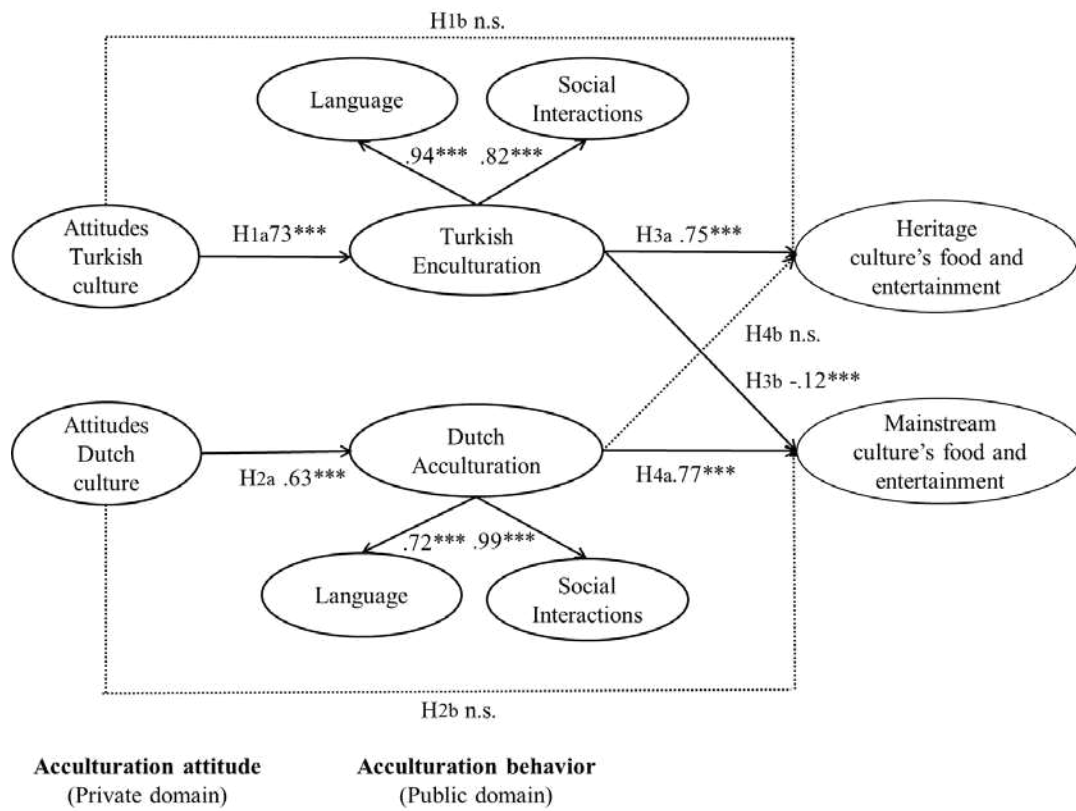 H1b n.s.
Language
Social
Interactions
.94*** .82***
Attitudes
Turkish
culture
H1a73***
Turkish
Enculturation
H3a .75***
Heritage
culture's food and
entertainment
H4b n.s.
H3b -.12***
Attitudes
Dutch
culture
H2a .63***
Dutch
Acculturation
H4a.77***
Mainstream
culture's food and
entertainment
.72*** .99***
Language
Social
Interactions
H2b n.s.
Acculturation attitude
(Private domain)
Acculturation behavior
(Public domain)